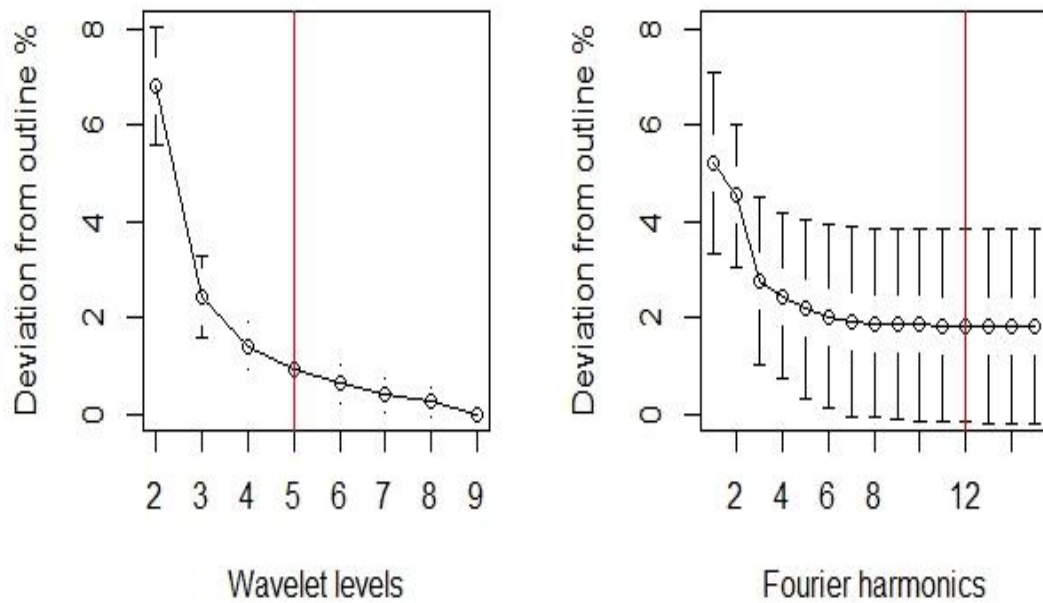 Deviation from outline %
8
6
4
2
0
2 3 4 5 6 7 8 9
Wavelet levels
Deviation from outline %
8
6
4
2
0
2 4 6 8 12
Fourier harmonics